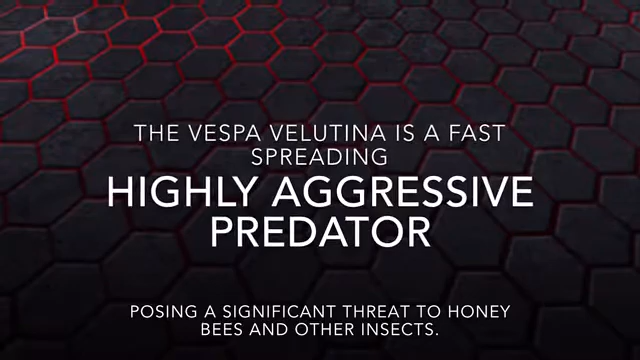 THE VESPA VELUTINA IS A FAST
SPREADING
HIGHLY AGGRESSIVE
PREDATOR
POSING A SIGNIFICANT THREAT TO HONEY
BEES AND OTHER INSECTS.